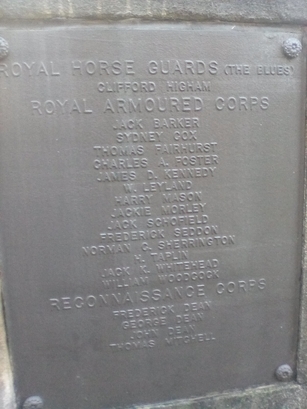 ROYAL HORSE GUARDS (THE BLUES)
CLIFFORD HIGHAM
ROYAL ARMOURED CORPS
JACK BARKER
SYDNEY COX
THOMAS FAIRHURST
CHARLES A. FOSTER
JAMES D. KENNEDY
W. LEYLAND
HARRY MASON
JACKIE MORLEY
JACK SCHOFIELD
FREDERICK SEDDON
NORMAN C. SHERRINGTON
K. TAPLIN
JACK K. WHITEHEAD
WILLIAM WOODCOCK
RECONNAISSANCE CORPS
FREDERICK DEAN
GEORGE DEAN
JOHN DEAN
THOMAS MITCHELL